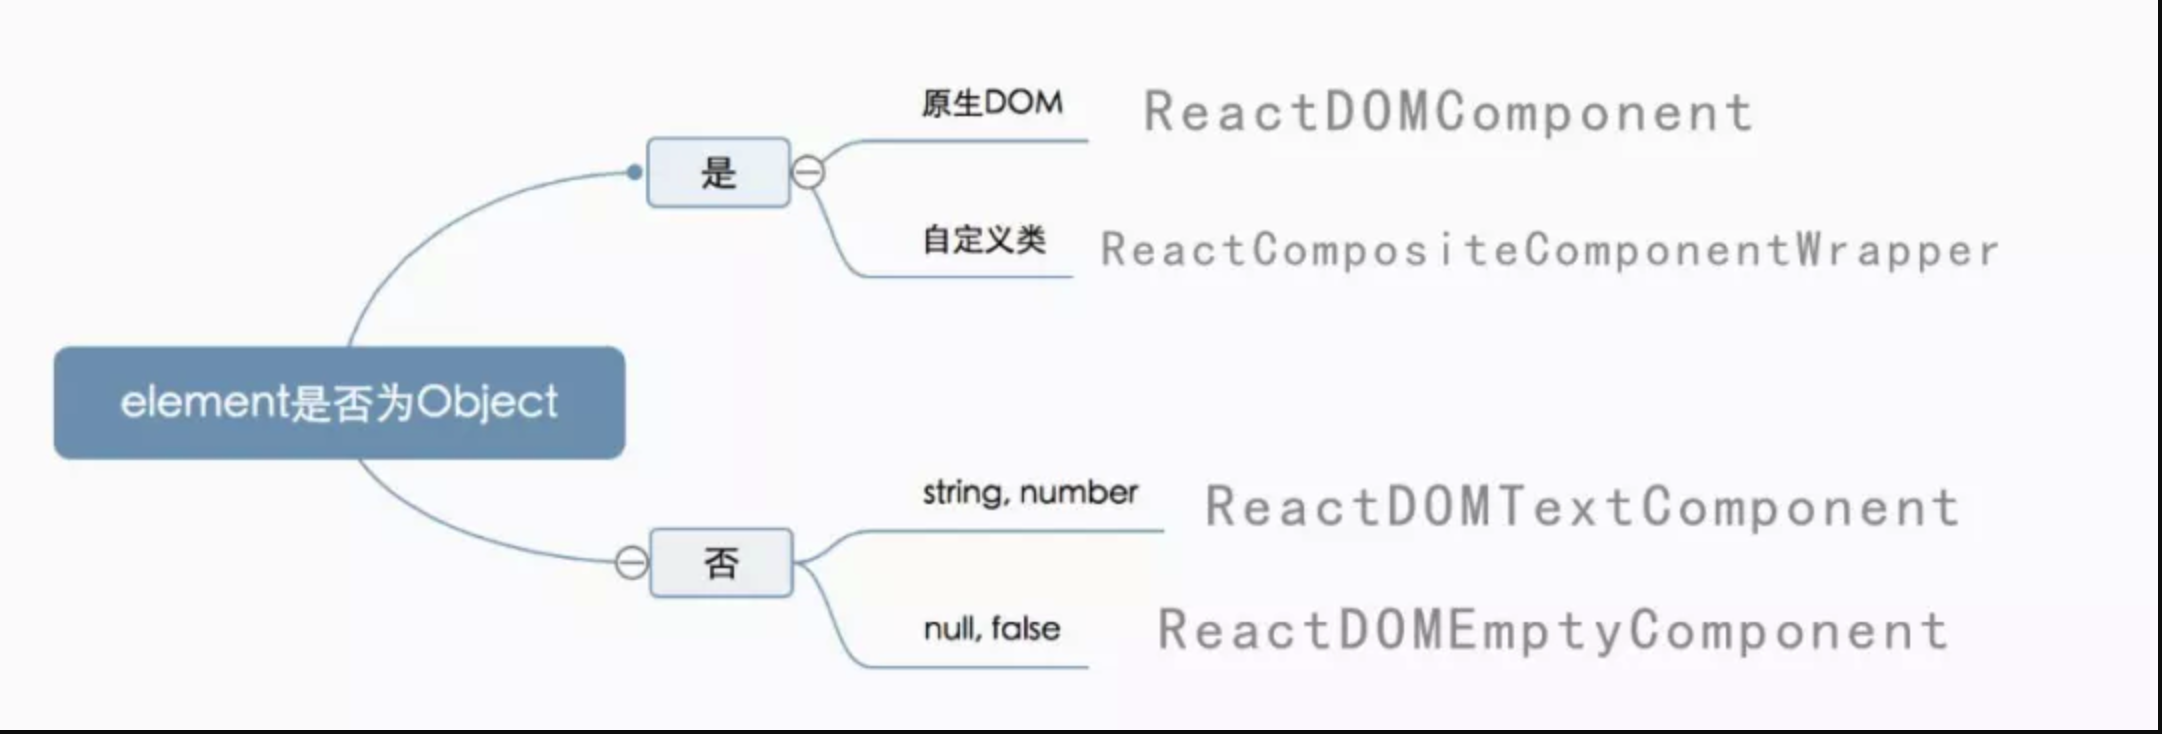 原生DOM ReactDOMComponent
是
自定义类 ReactCompositeComponentWrapper
element是否为Object
string, number ReactDOMTextComponent
否
null, false ReactDOMEmptyComponent